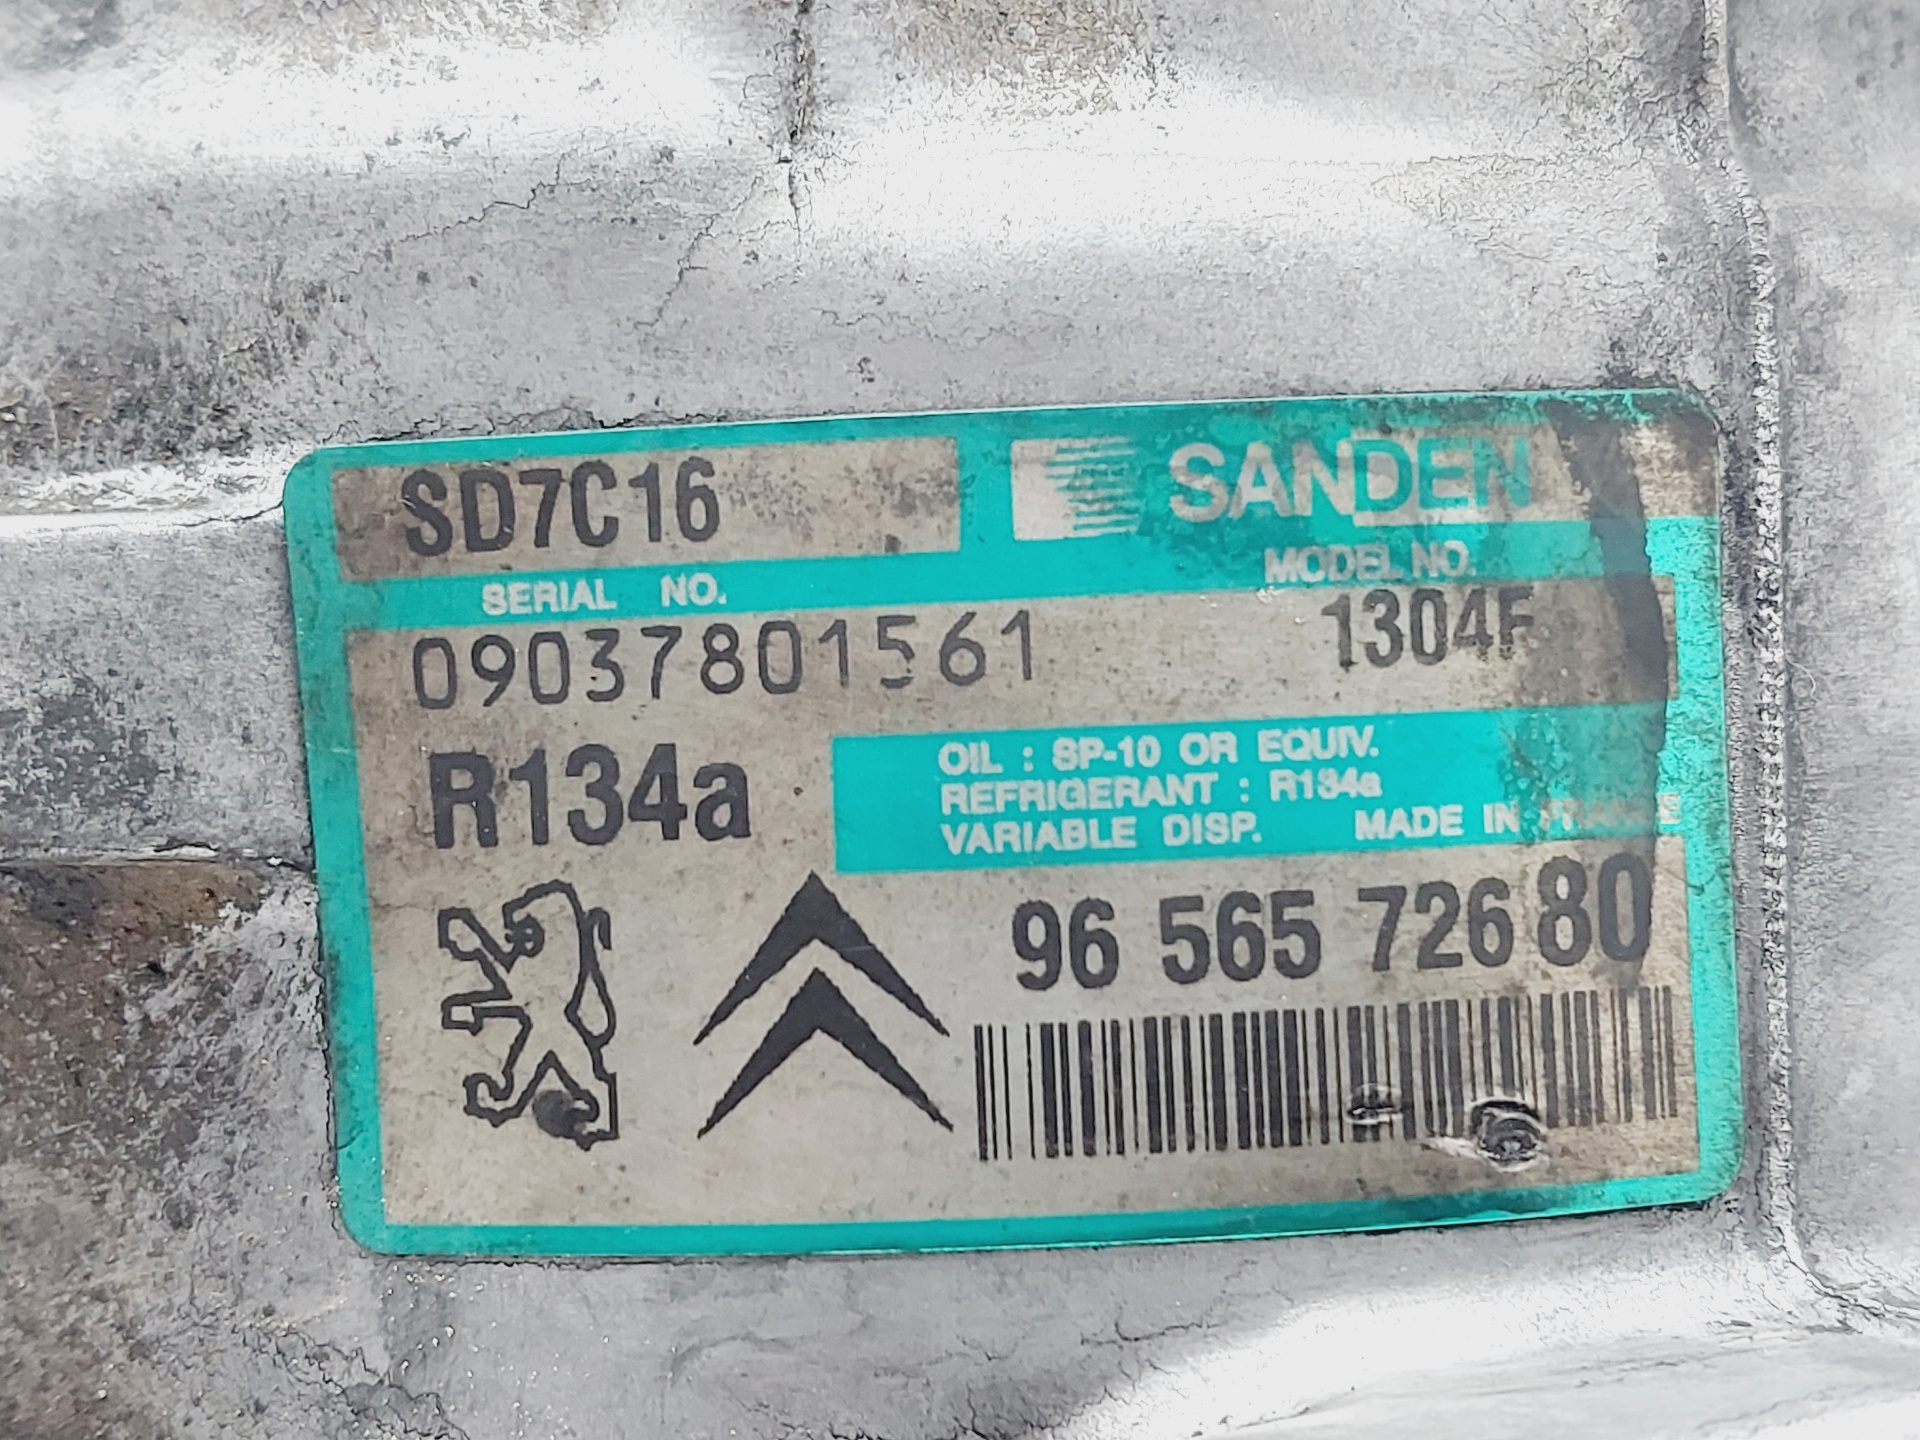 SD7C16
SANDEN
SERIAL NO.
MODEL NO.
09037801561
1304F
R134a
OIL : SP-10 OR EQUIV.
REFRIGERANT : R134a
VARIABLE DISP. MADE IN FRANCE
96 565 726 80